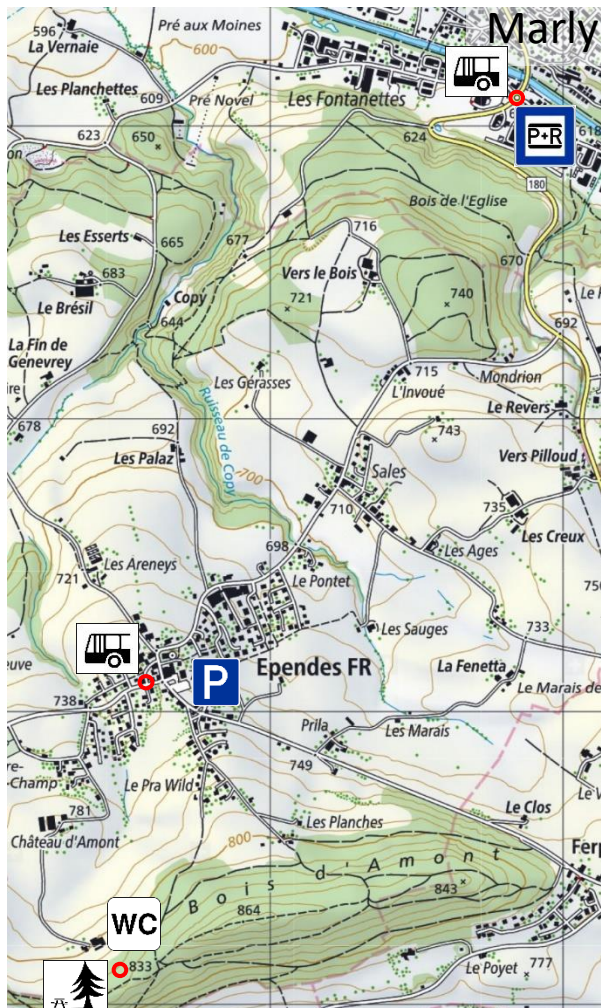 Marly
596
La Vernaie
Pré aux Moines
600
Les Planchettes
609
Pré Novel
Les Fontanettes
P+R
618
623
650
624
180
Bois de l'Eglise
Les Esserts
665
677
716
670
683
Le Brésil
Copy
Vers le Bois
721
740
644
692
La Fin de
Genevrey
715
Mondrion
Les Gérasses
L'Invoué
Le Revers
678
692
Ruisseau de Copy
743
Les Palaz
700
Sales
Vers Pilloud
710
735
Les Creux
698
Les Ages
Les Areneys
721
Le Pontet
Les Sauges
733
P
Ependes FR
La Fenetta
Le Marais de
738
Prila
Les Marais
749
Le Pra Wild
781
Les Planches
Le Clos
Château d'Amont
800
Bois d'Amont
843
864
WC
833
Le Poyet
777